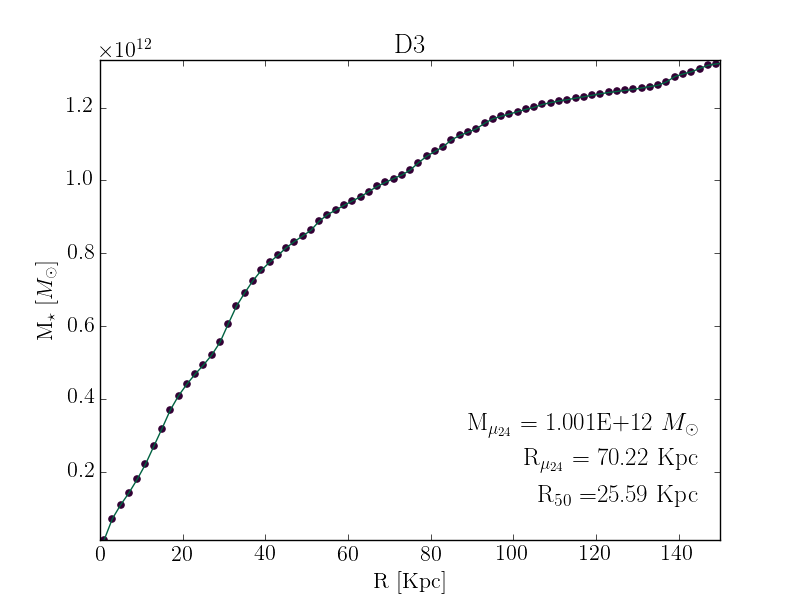 ×10¹² D3
1.2
1.0
0.8
0.6
0.4
0.2
M⋆ [M⊙]
M_μ₂₄ = 1.001E+12 M⊙
R_μ₂₄ = 70.22 Kpc
R₅₀ =25.59 Kpc
0 20 40 60 80 100 120 140
R [Kpc]